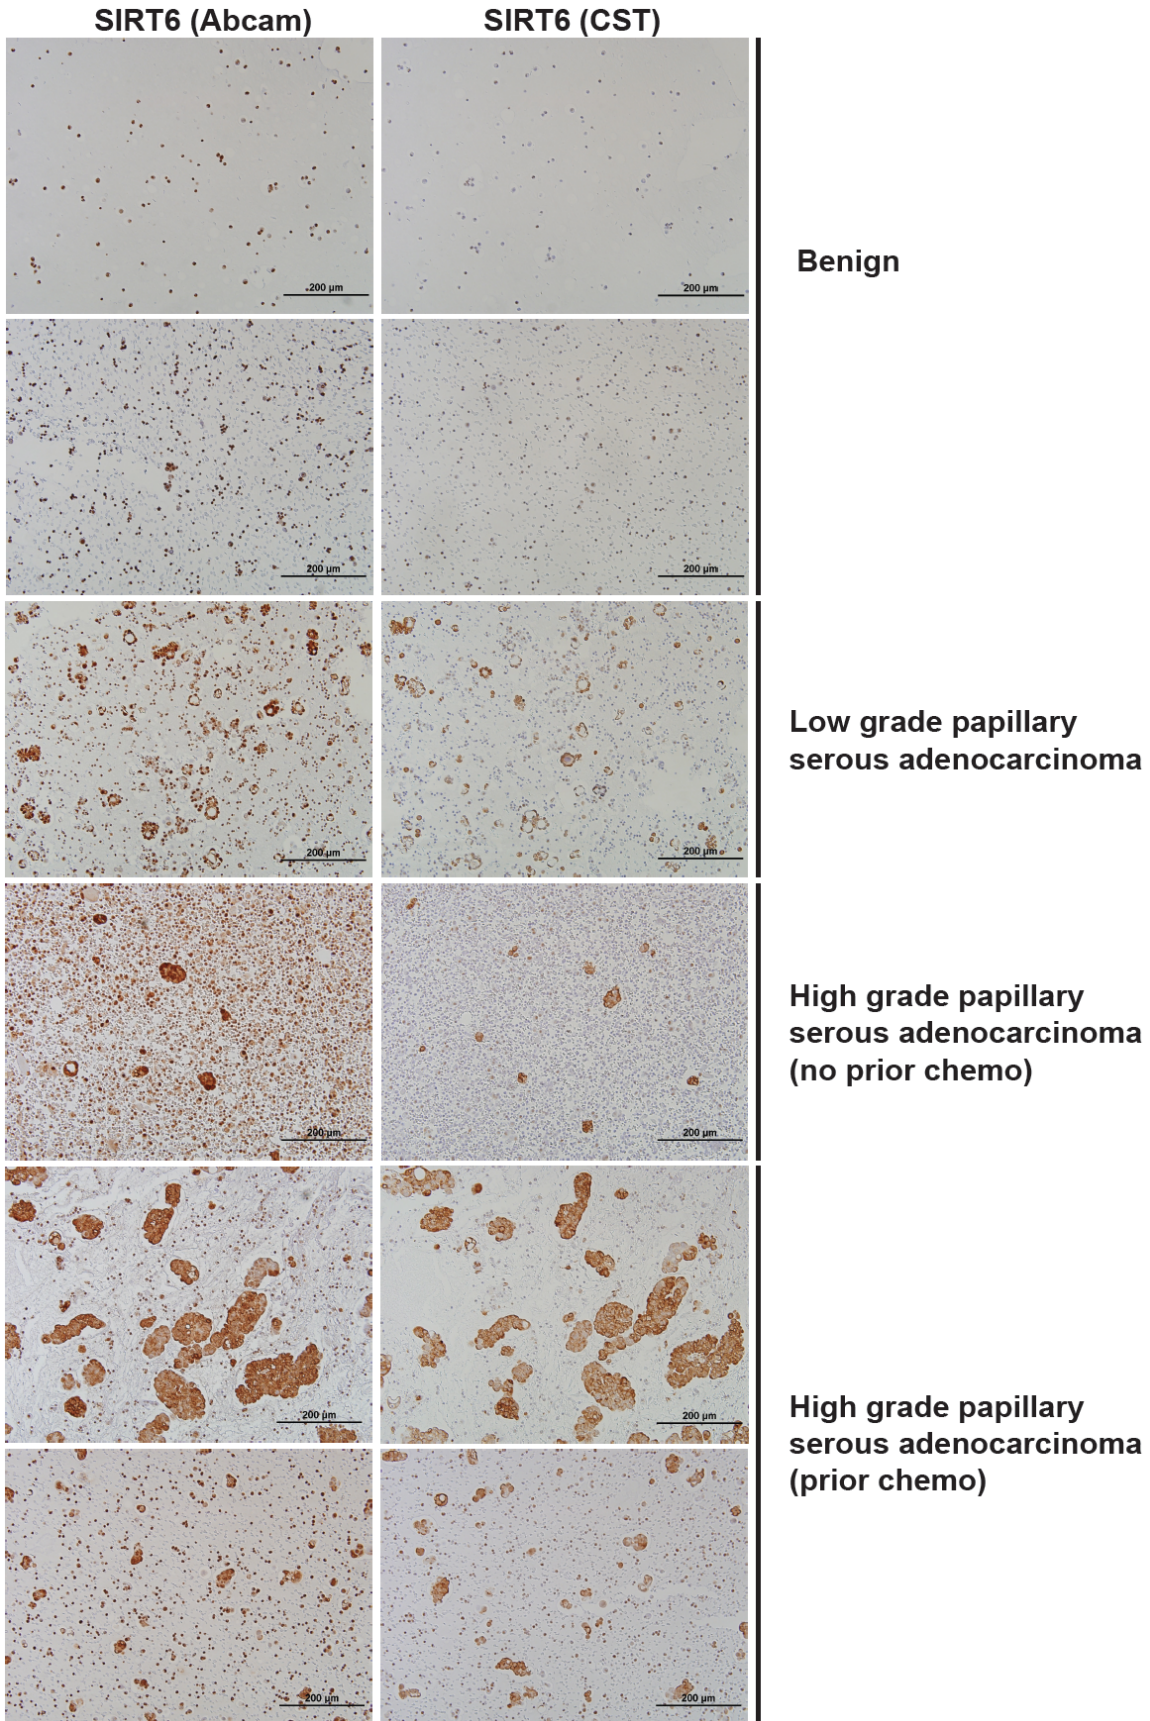 SIRT6 (Abcam) SIRT6 (CST)
200 µm 200 µm
Benign
200 µm 200 µm
Low grade papillary
serous adenocarcinoma
200 µm 200 µm
High grade papillary
serous adenocarcinoma
(no prior chemo)
200 µm 200 µm
200 µm 200 µm
High grade papillary
serous adenocarcinoma
(prior chemo)
200 µm 200 µm